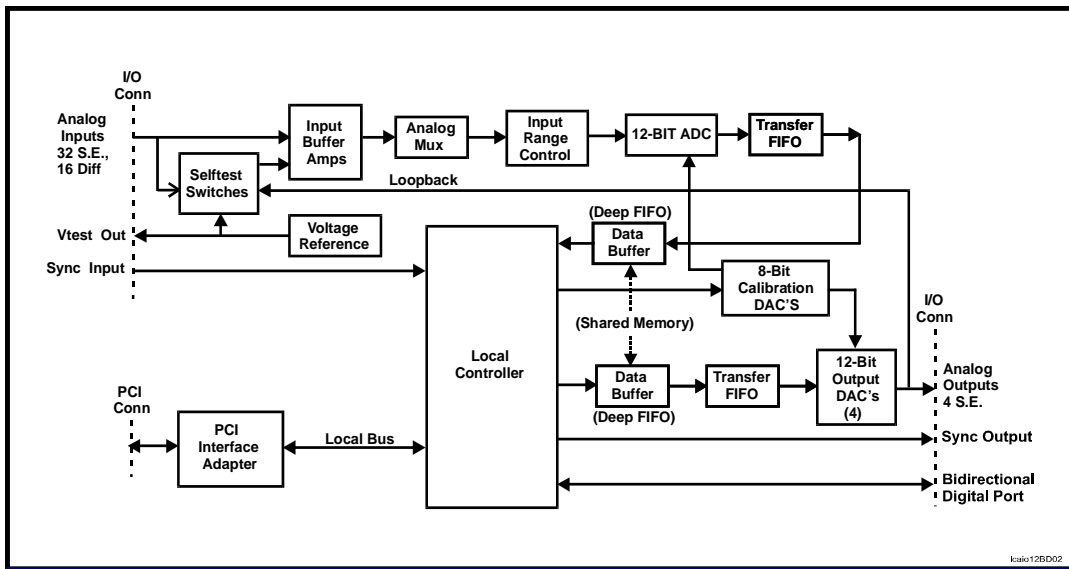 I/O
Conn
Analog
Inputs
32 S.E.,
16 Diff
Input
Buffer
Amps
Analog
Mux
Input
Range
Control
12-BIT ADC
Transfer
FIFO
Selftest
Switches
Loopback
Vtest Out
Voltage
Reference
Sync Input
(Deep FIFO)
Data
Buffer
8-Bit
Calibration
DAC'S
(Shared Memory)
Local
Controller
I/O
Conn
Data
Buffer
(Deep FIFO)
Transfer
FIFO
12-Bit
Output
DAC's
(4)
Analog
Outputs
4 S.E.
PCI
Conn
PCI
Interface
Adapter
Local Bus
Sync Output
Bidirectional
Digital Port
lcaio12BD02